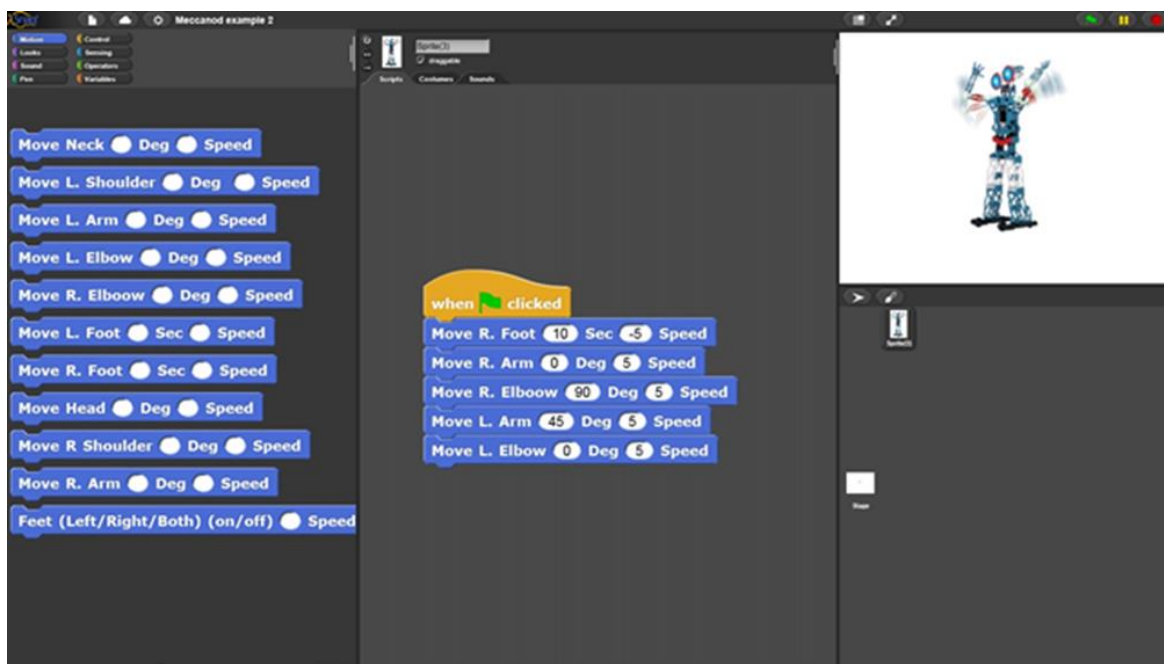 Snap!
Meccanod example 2
Motion
Control
Looks
Sensing
Sound
Operators
Pen
Variables
Move Neck Deg Speed
Move L. Shoulder Deg Speed
Move L. Arm Deg Speed
Move L. Elbow Deg Speed
Move R. Elboow Deg Speed
Move L. Foot Sec Speed
Move R. Foot Sec Speed
Move Head Deg Speed
Move R Shoulder Deg Speed
Move R. Arm Deg Speed
Feet (Left/Right/Both) (on/off) Speed
Sprite(3)
draggable
Scripts Costumes Sounds
when clicked
Move R. Foot 10 Sec -5 Speed
Move R. Arm 0 Deg 5 Speed
Move R. Elboow 90 Deg 5 Speed
Move L. Arm 45 Deg 5 Speed
Move L. Elbow 0 Deg 5 Speed
Sprite(3)
Stage